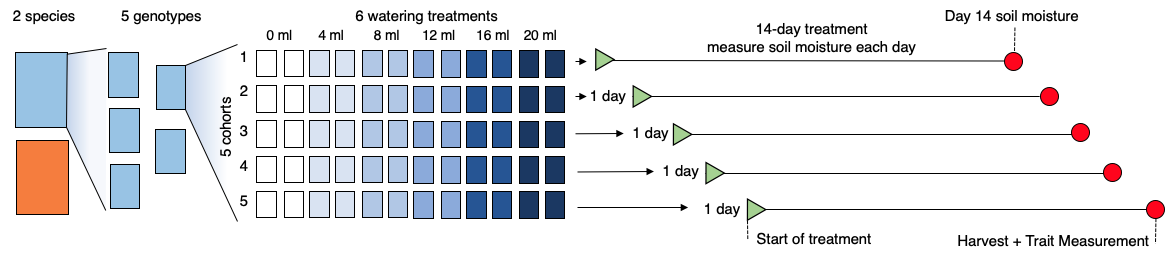 2 species
5 genotypes
6 watering treatments
0 ml 4 ml 8 ml 12 ml 16 ml 20 ml
5 cohorts
1
2
3
4
5
14-day treatment
measure soil moisture each day
Day 14 soil moisture
1 day
1 day
1 day
1 day
Start of treatment
Harvest + Trait Measurement